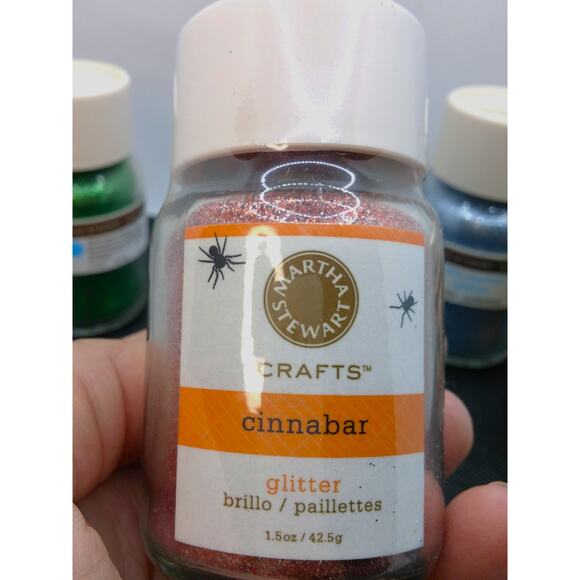 MARTHA
STEWART
CRAFTS™
cinnabar
glitter
brillo / paillettes
1.5oz / 42.5g